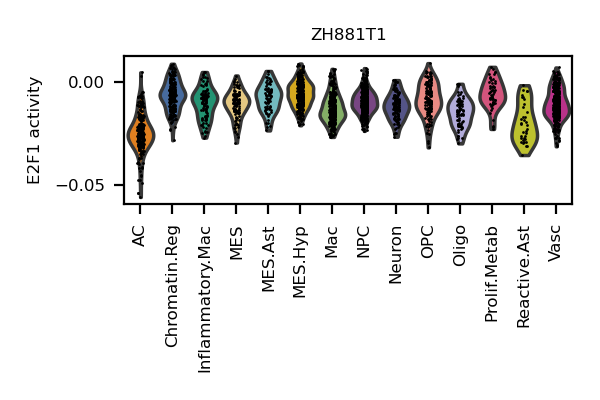 ZH881T1
E2F1 activity
0.00
−0.05
AC
Chromatin.Reg
Inflammatory.Mac
MES
MES.Ast
MES.Hyp
Mac
NPC
Neuron
OPC
Oligo
Prolif.Metab
Reactive.Ast
Vasc